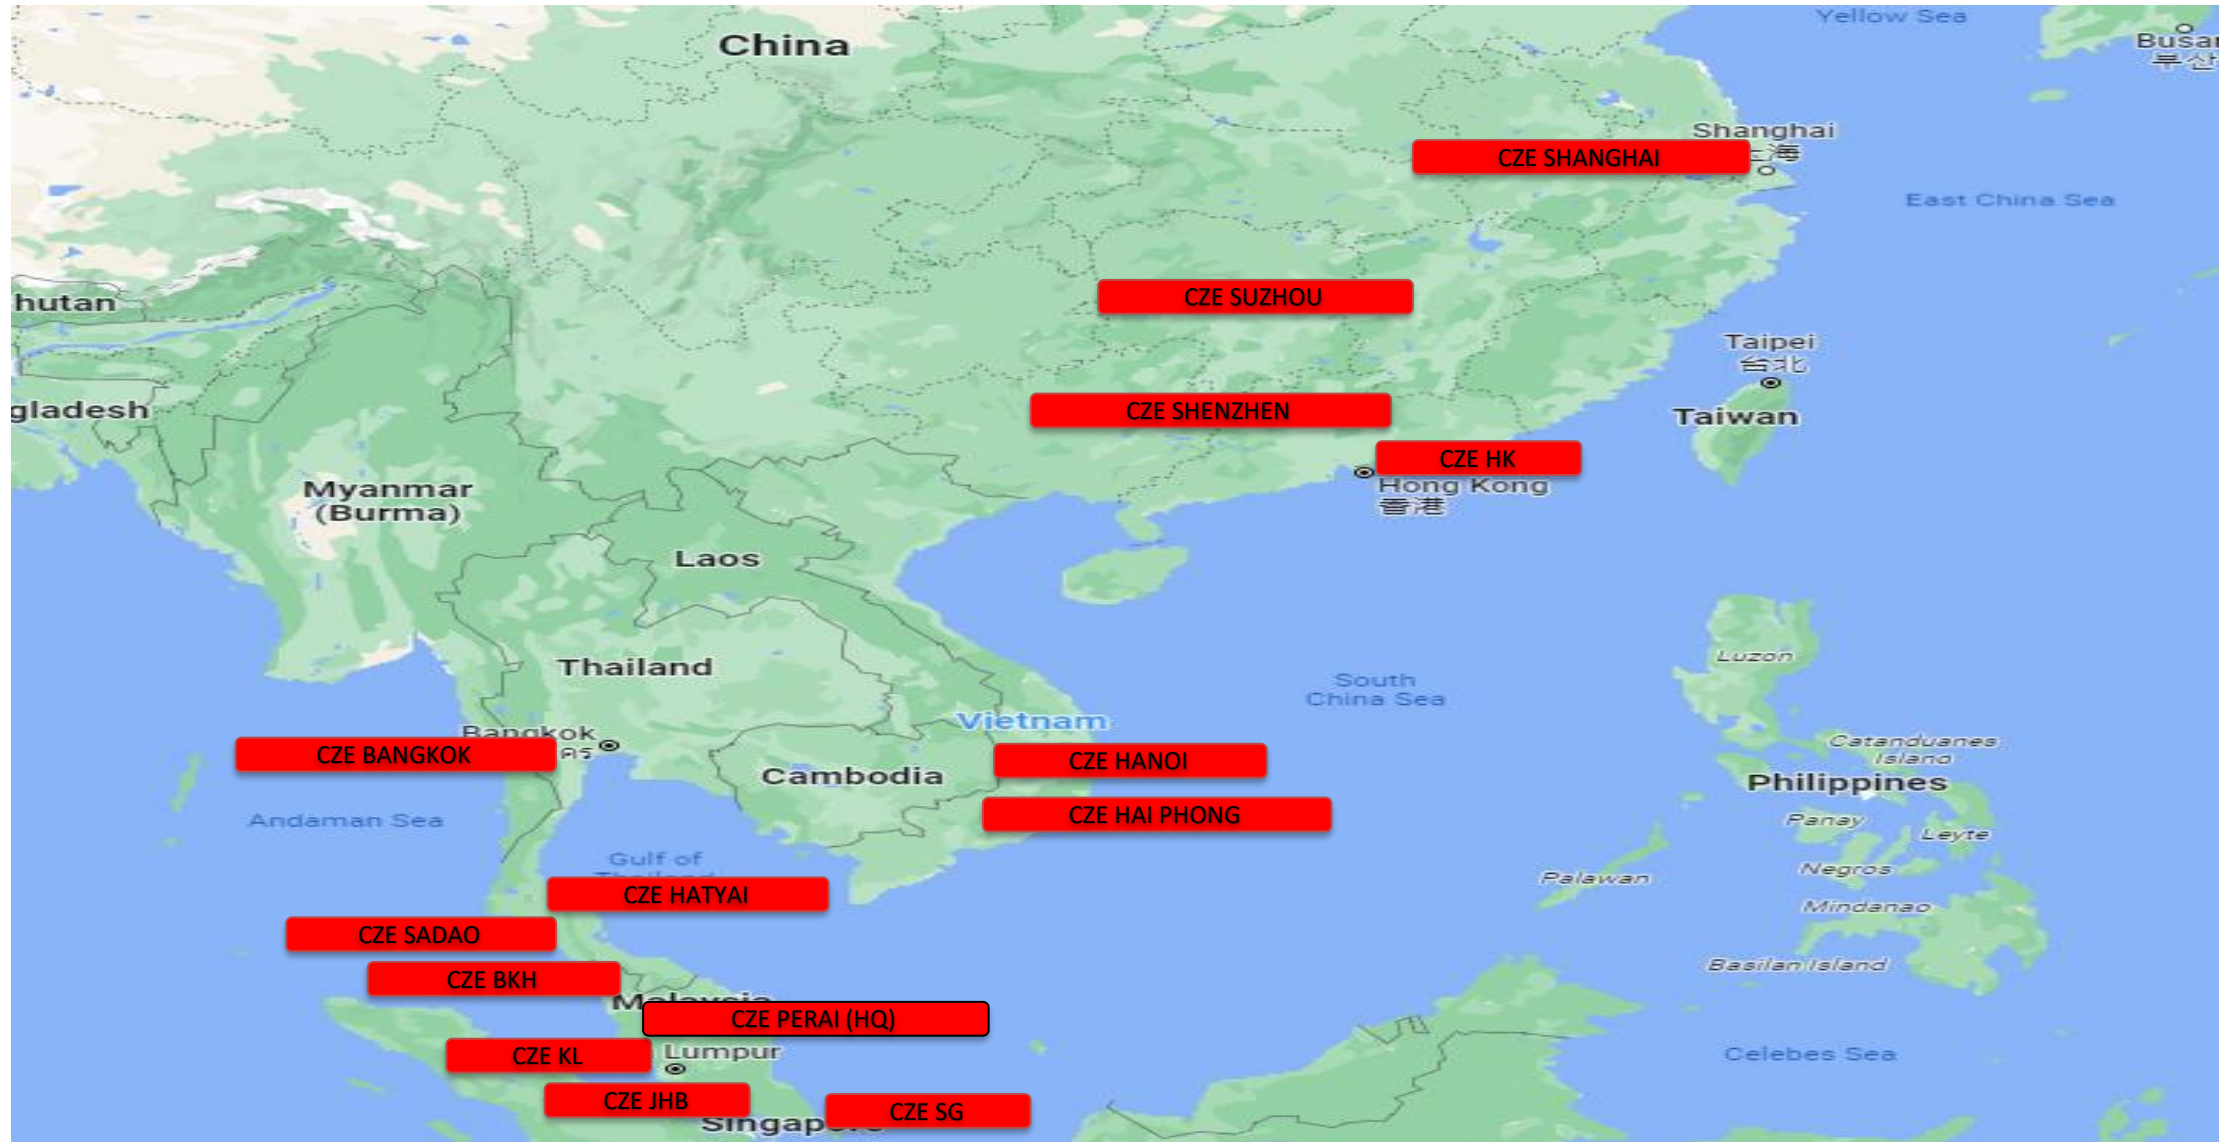 Yellow Sea
Busa
부산
China
Shanghai
海
CZE SHANGHAI
East China Sea
hutan
CZE SUZHOU
Taipei
台北
gladesh
CZE SHENZHEN
Taiwan
CZE HK
Hong Kong
香港
Myanmar
(Burma)
Laos
Luzon
Thailand
South
China Sea
Vietnam
Bangkok
CZE BANGKOK
CZE HANOI
Catanduanes
Island
Cambodia
Philippines
CZE HAI PHONG
Andaman Sea
Panay
Leyte
Gulf of
Thailand
Negros
Palawan
CZE HATYAI
Mindanao
CZE SADAO
Basilan Island
CZE BKH
Malaysia
CZE PERAI (HQ)
CZE KL
Lumpur
Celebes Sea
CZE JHB
CZE SG
Singap